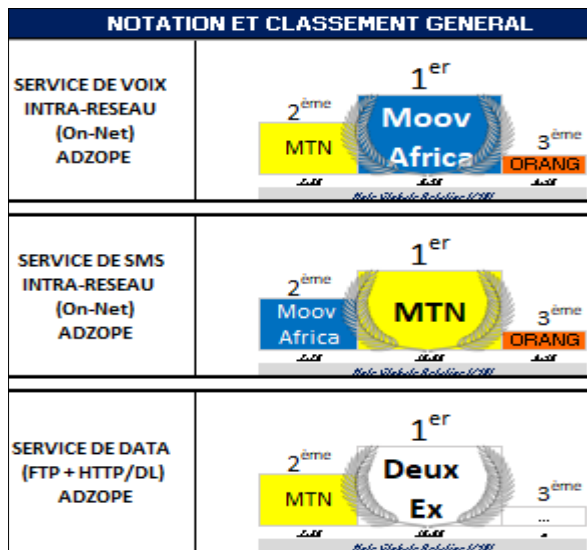 NOTATION ET CLASSEMENT GENERAL
SERVICE DE VOIX
INTRA-RESEAU
(On-Net)
ADZOPE
1er
2ème
3ème
Moov
Africa
MTN
ORANG
SERVICE DE SMS
INTRA-RESEAU
(On-Net)
ADZOPE
1er
2ème
3ème
Moov
Africa
MTN
ORANG
SERVICE DE DATA
(FTP + HTTP/DL)
ADZOPE
1er
2ème
3ème
Deux
Ex
MTN
...